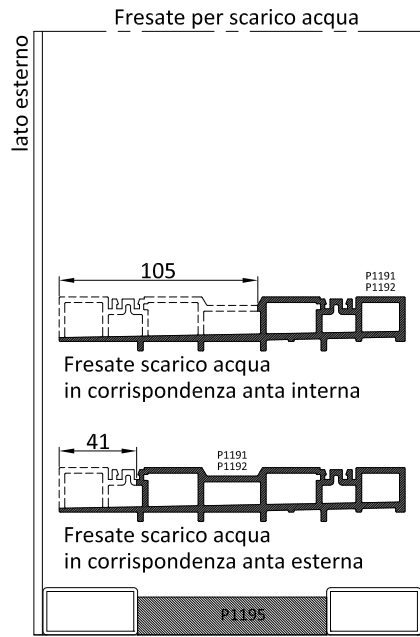 Fresate per scarico acqua
lato esterno
105
P1191
P1192
Fresate scarico acqua
in corrispondenza anta interna
41
P1191
P1192
Fresate scarico acqua
in corrispondenza anta esterna
P1195